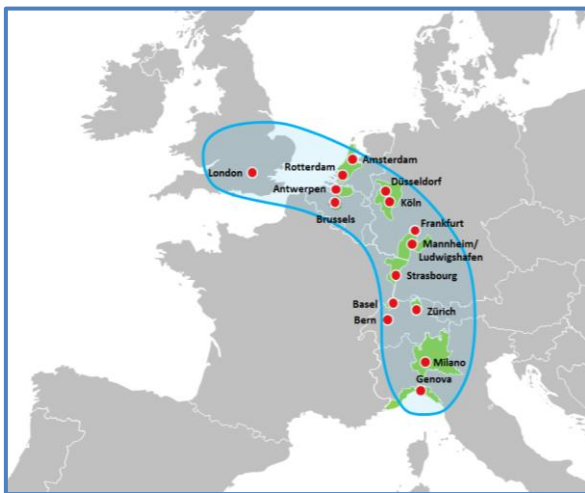 London
Amsterdam
Rotterdam
Antwerpen
Brussels
Düsseldorf
Köln
Frankfurt
Mannheim/
Ludwigshafen
Strasbourg
Basel
Zürich
Bern
Milano
Genova